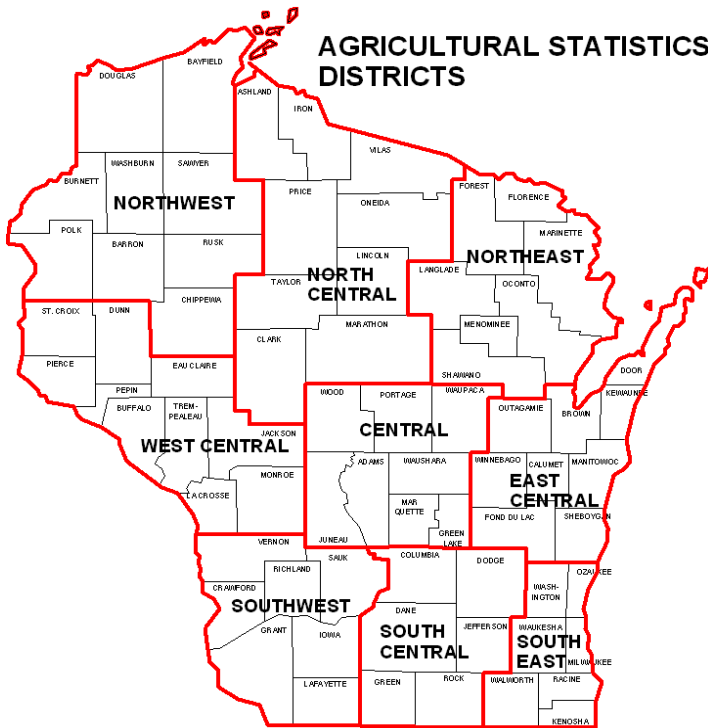 AGRICULTURAL STATISTICS
DISTRICTS
BAYFIELD
DOUGLAS
ASHLAND
IRON
VILAS
WASHBURN
SAWYER
BURNETT
PRICE
FOREST
FLORENCE
NORTHWEST
ONEIDA
POLK
MARINETTE
BARRON
RUSK
LINCOLN
NORTHEAST
TAYLOR
NORTH
CENTRAL
LANGLADE
OCONTO
CHIPPEWA
ST. CROIX
DUNN
MARATHON
MENOMINEE
CLARK
PIERCE
EAU CLAIRE
SHAWANO
DOOR
PEPIN
WOOD
PORTAGE
WAUPACA
KEWAUNEE
BUFFALO
TREM-
PEALEAU
OUTAGAMIE
BROWN
JACKSON
CENTRAL
WEST CENTRAL
ADAMS
WAUSHARA
WINNEBAGO
CALUMET
MANITOWOC
MONROE
EAST
CENTRAL
LACROSSE
MAR
QUETTE
FOND DU LAC
SHEBOYGAN
VERNON
JUNEAU
GREEN
LAKE
SAUK
COLUMBIA
DODGE
RICHLAND
OZAUKEE
CRAWFORD
WASH-
INGTON
SOUTHWEST
DANE
GRANT
IOWA
SOUTH
CENTRAL
JEFFERSON
WAUKESHA
SOUTH
EAST
MILWAUKEE
LAFAYETTE
GREEN
ROCK
WALWORTH
RACINE
KENOSHA